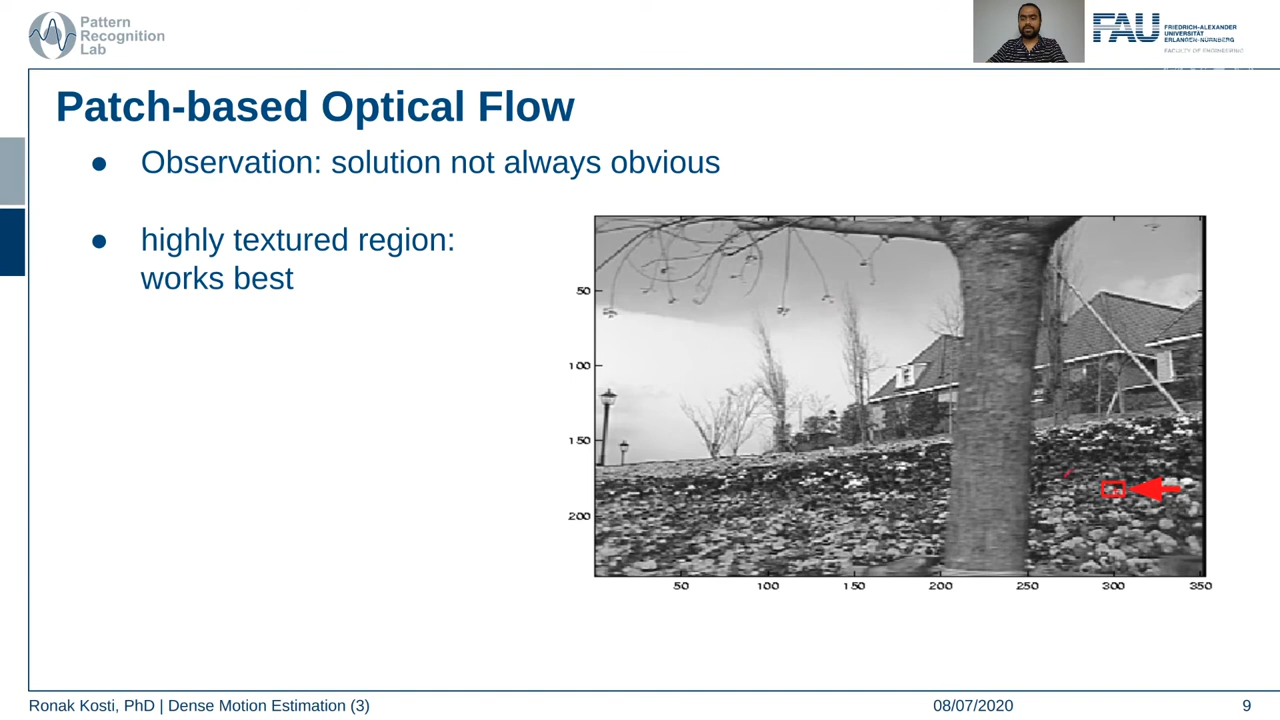 Pattern
Recognition
Lab
FAU
FRIEDRICH-ALEXANDER
UNIVERSITÄT
ERLANGEN-NÜRNBERG
FACULTY OF ENGINEERING
Patch-based Optical Flow
● Observation: solution not always obvious
● highly textured region:
works best
50
100
150
200
50 100 150 200 250 300 350
Ronak Kosti, PhD | Dense Motion Estimation (3) 08/07/2020 9